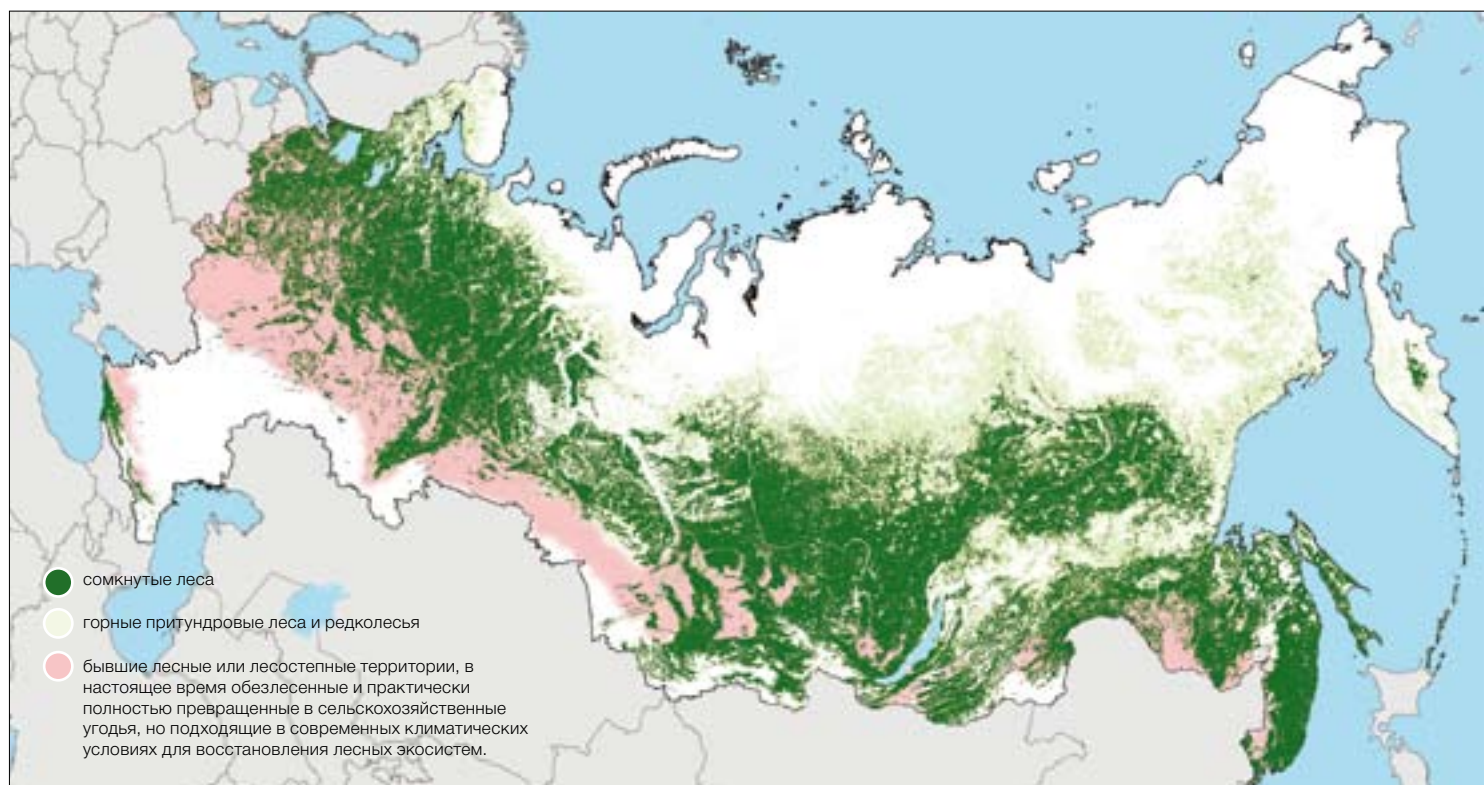 сомкнутые леса
горные притундровые леса и редколесья
бывшие лесные или лесостепные территории, в
настоящее время обезлесенные и практически
полностью превращенные в сельскохозяйственные
угодья, но подходящие в современных климатических
условиях для восстановления лесных экосистем.